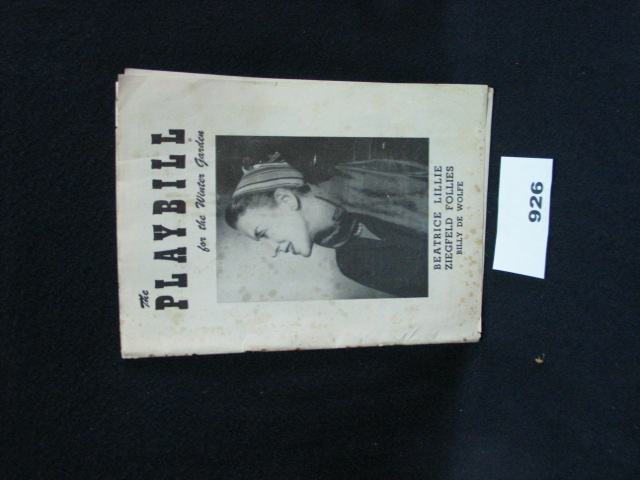 The
PLAYBILL
for the Winter Garden
BEATRICE LILLIE
ZIEGFELD FOLLIES
BILLY DE WOLFE
926